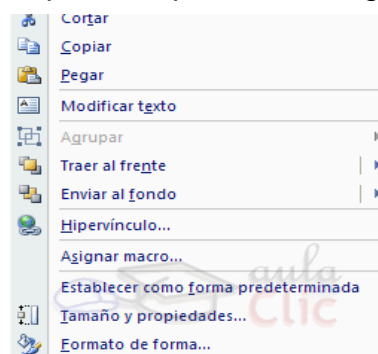 Cortar
Copiar
Pegar
Modificar texto
Agrupar
Traer al frente
Enviar al fondo
Hipervínculo...
Asignar macro...
aula
Establecer como forma predeterminada
Clic
Tamaño y propiedades...
Formato de forma...